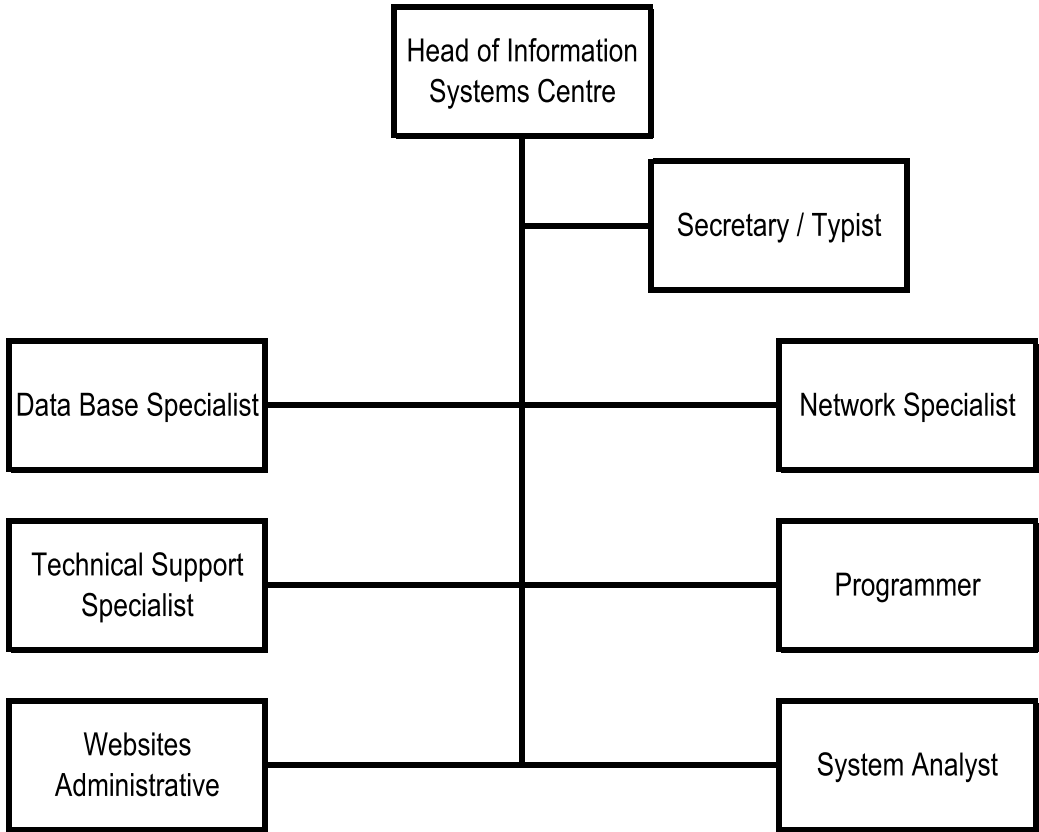 Head of Information
Systems Centre
Secretary / Typist
Data Base Specialist
Network Specialist
Technical Support
Specialist
Programmer
Websites
Administrative
System Analyst